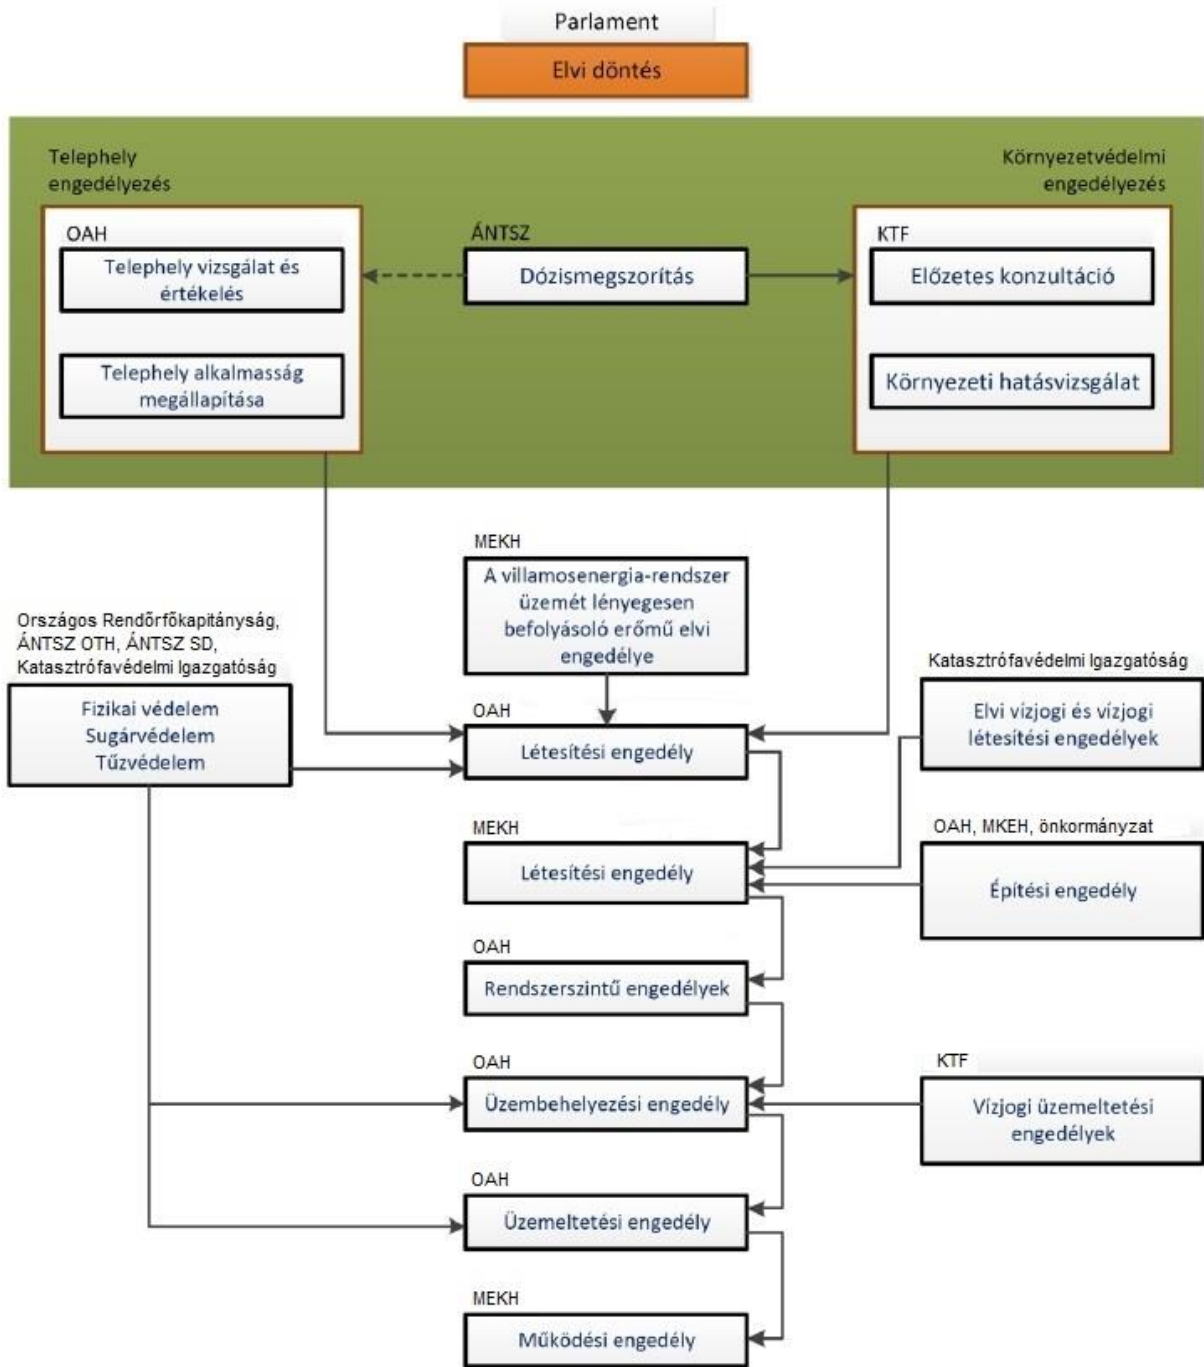 Parlament
Elvi döntés
Telephely
engedélyezés
Környezetvédelmi
engedélyezés
OAH
Telephely vizsgálat és
értékelés
Telephely alkalmasság
megállapítása
ÁNTSZ
Dózismegszorítás
KTF
Előzetes konzultáció
Környezeti hatásvizsgálat
MEKH
A villamosenergia-rendszer
üzemét lényegesen
befolyásoló erőmű elvi
engedélye
Országos Rendőrfőkapitányság,
ÁNTSZ OTH, ÁNTSZ SD,
Katasztrófavédelmi Igazgatóság
Fizikai védelem
Sugárvédelem
Tűzvédelem
OAH
Létesítési engedély
Katasztrófavédelmi Igazgatóság
Elvi vízjogi és vízjogi
létesítési engedélyek
MEKH
Létesítési engedély
OAH, MKEH, önkormányzat
Építési engedély
OAH
Rendszerszintű engedélyek
OAH
Üzembehelyezési engedély
KTF
Vízjogi üzemeltetési
engedélyek
OAH
Üzemeltetési engedély
MEKH
Működési engedély